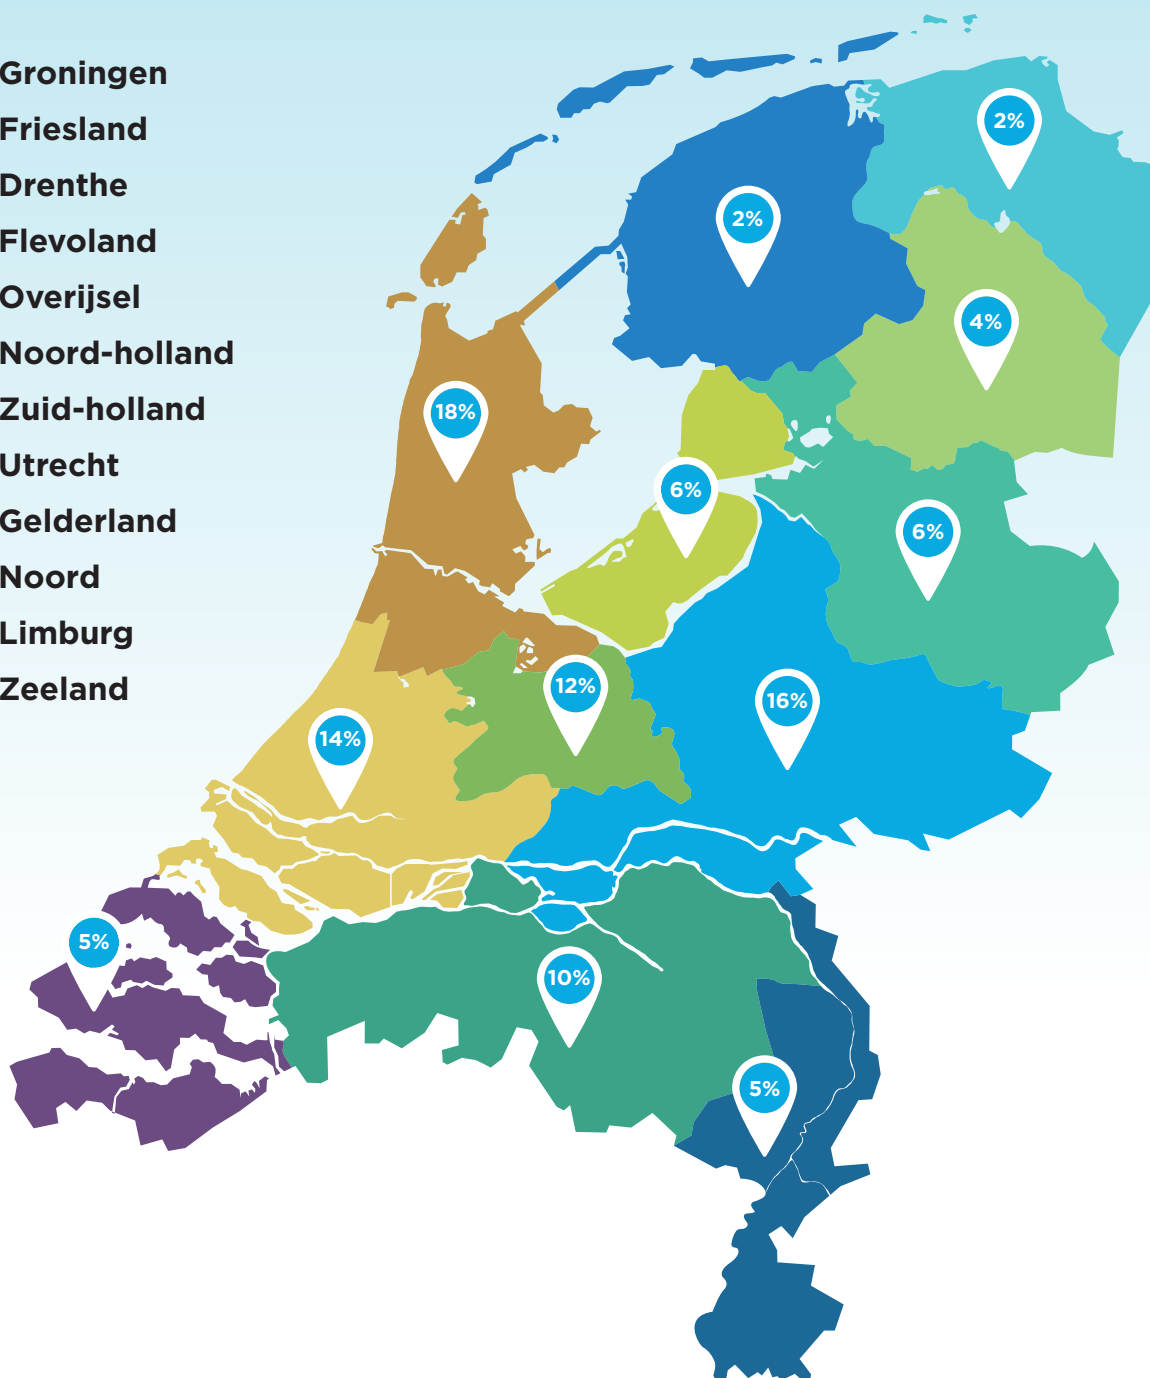 Groningen
Friesland
Drenthe
Flevoland
Overijsel
Noord-holland
Zuid-holland
Utrecht
Gelderland
Noord
Limburg
Zeeland
2%
2%
4%
18%
6%
6%
12%
16%
14%
5%
10%
5%